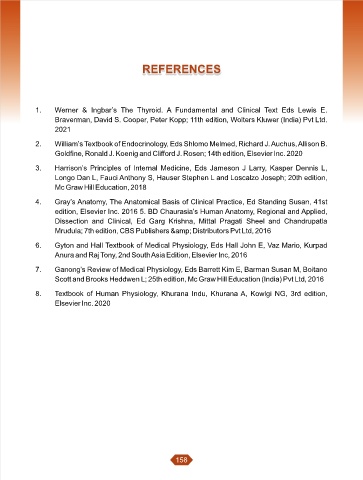 REFERENCES
1. Werner & Ingbar's The Thyroid. A Fundamental and Clinical Text Eds Lewis E.
Braverman, David S. Cooper, Peter Kopp; 11th edition, Wolters Kluwer (India) Pvt Ltd.
2021
2. William's Textbook of Endocrinology, Eds Shlomo Melmed, Richard J. Auchus, Allison B.
Goldfine, Ronald J. Koenig and Clifford J. Rosen; 14th edition, Elsevier Inc. 2020
3. Harrison's Principles of Internal Medicine, Eds Jameson J Larry, Kasper Dennis L,
Longo Dan L, Fauci Anthony S, Hauser Stephen L and Loscalzo Joseph; 20th edition,
Mc Graw Hill Education, 2018
4. Gray's Anatomy, The Anatomical Basis of Clinical Practice, Ed Standing Susan, 41st
edition, Elsevier Inc. 2016 5. BD Chaurasia's Human Anatomy, Regional and Applied,
Dissection and Clinical, Ed Garg Krishna, Mittal Pragati Sheel and Chandrupatla
Mrudula; 7th edition, CBS Publishers &amp; Distributors Pvt Ltd, 2016
6. Gyton and Hall Textbook of Medical Physiology, Eds Hall John E, Vaz Mario, Kurpad
Anura and Raj Tony, 2nd South Asia Edition, Elsevier Inc, 2016
7. Ganong's Review of Medical Physiology, Eds Barrett Kim E, Barman Susan M, Boitano
Scott and Brooks Heddwen L; 25th edition, Mc Graw Hill Education (India) Pvt Ltd, 2016
8. Textbook of Human Physiology, Khurana Indu, Khurana A, Kowlgi NG, 3rd edition,
Elsevier Inc. 2020
158